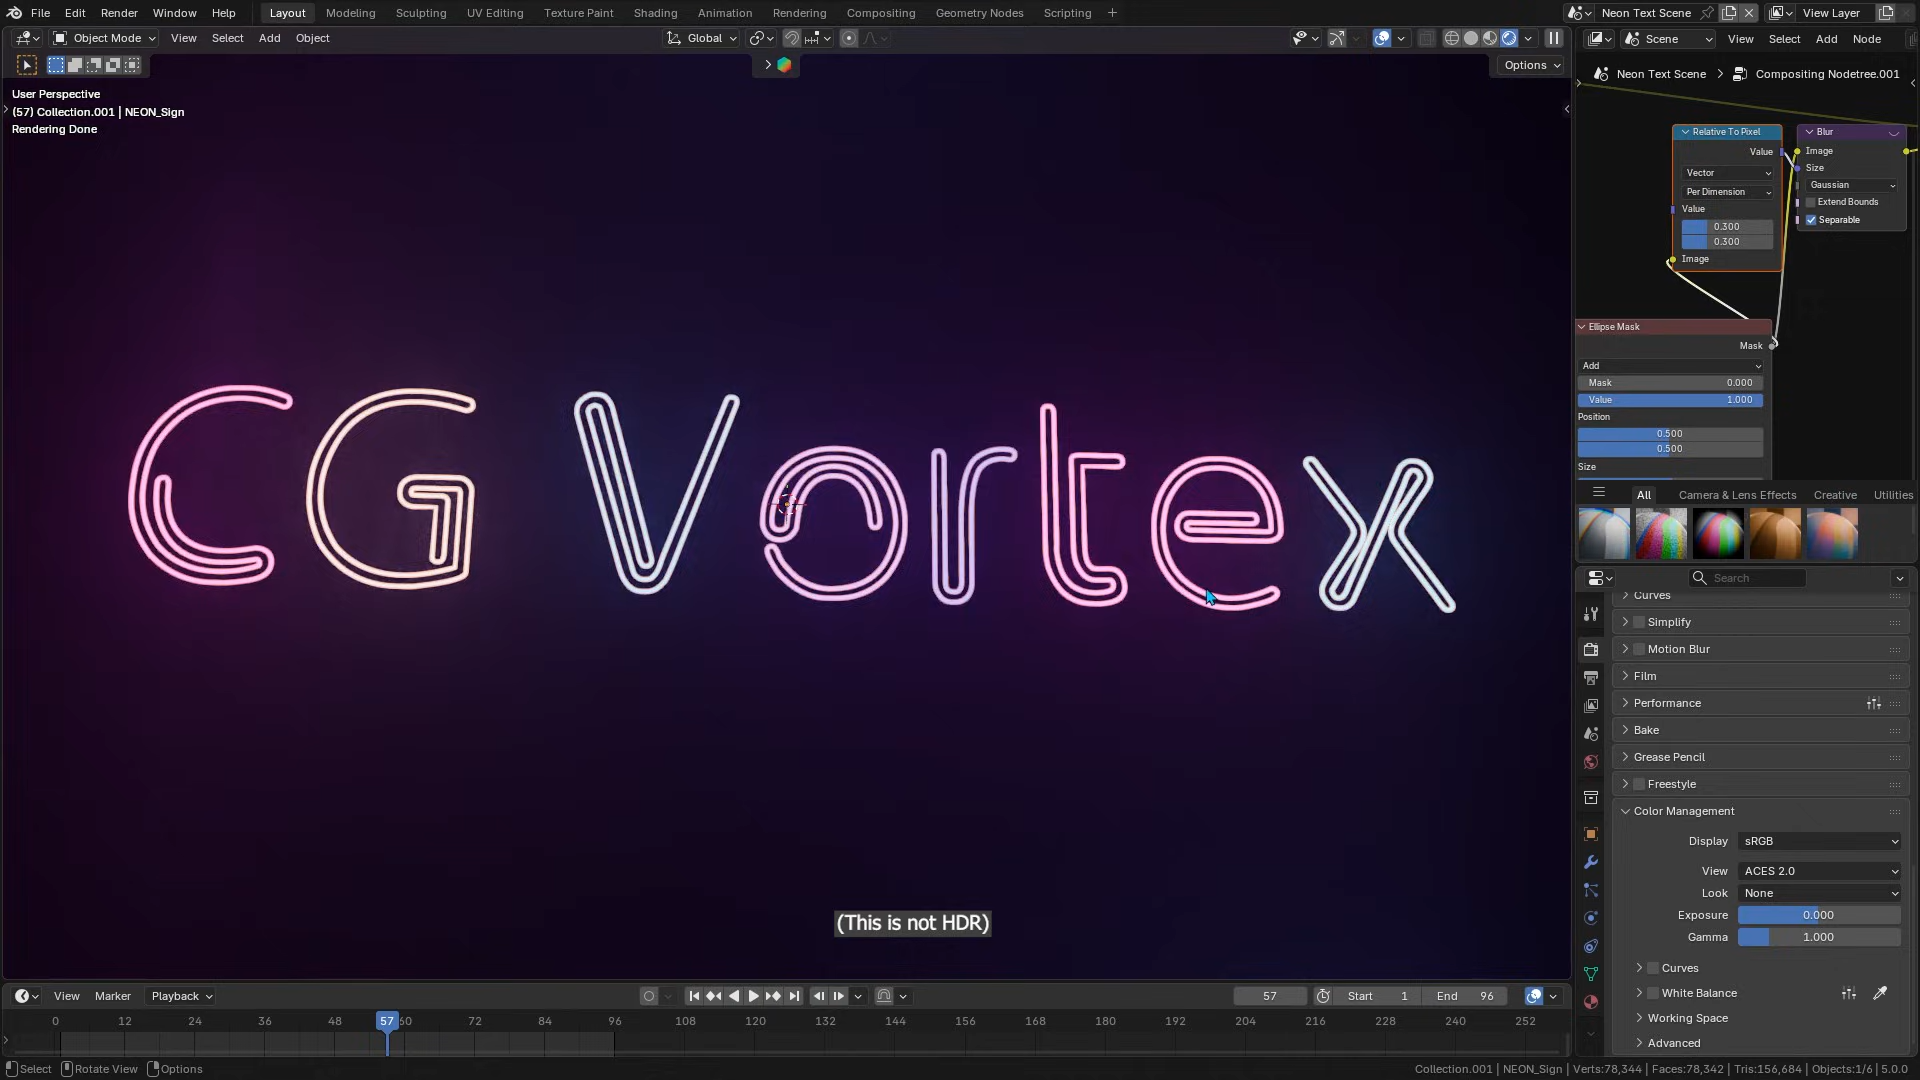 File Edit Render Window Help Layout Modeling Sculpting UV Editing Texture Paint Shading Animation Rendering Compositing Geometry Nodes Scripting Neon Text Scene View Layer
Object Mode View Select Add Object Global Scene View Select Add Node
Options
Neon Text Scene Compositing Nodetree.001
User Perspective
(57) Collection.001 | NEON_Sign
Rendering Done
Relative To Pixel
Value
Vector
Per Dimension
Value
0.300
0.300
Image
Blur
Image
Size
Gaussian
Extend Bounds
Separable
Ellipse Mask
Mask
Add
Mask 0.000
Value 1.000
Position
0.500
0.500
Size
All Camera & Lens Effects Creative Utilities
CG Vortex
(This is not HDR)
Search
Curves
Simplify
Motion Blur
Film
Performance
Bake
Grease Pencil
Freestyle
Color Management
Display sRGB
View ACES 2.0
Look None
Exposure 0.000
Gamma 1.000
Curves
White Balance
Working Space
Advanced
View Marker Playback 57 Start 1 End 96
0 12 24 36 48 57 60 72 84 96 108 120 132 144 156 168 180 192 204 216 228 240 252
Select Rotate View Options Collection.001 | NEON_Sign | Verts:78,344 | Faces:78,342 | Tris:156,684 | Objects:1/6 | 5.0.0